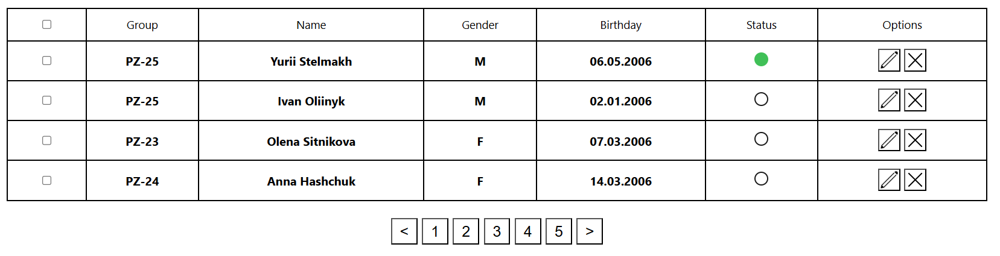 Group Name Gender Birthday Status Options
PZ-25 Yurii Stelmakh M 06.05.2006
PZ-25 Ivan Oliinyk M 02.01.2006
PZ-23 Olena Sitnikova F 07.03.2006
PZ-24 Anna Hashchuk F 14.03.2006
< 1 2 3 4 5 >